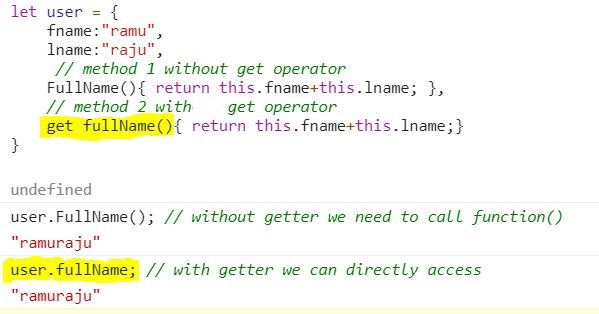 let user = {
fname:"ramu",
lname:"raju",
// method 1 without get operator
FullName(){ return this.fname+this.lname; },
// method 2 with get operator
get fullName(){ return this.fname+this.lname;}
}
undefined
user.FullName(); // without getter we need to call function()
"ramuraju"
user.fullName; // with getter we can directly access
"ramuraju"